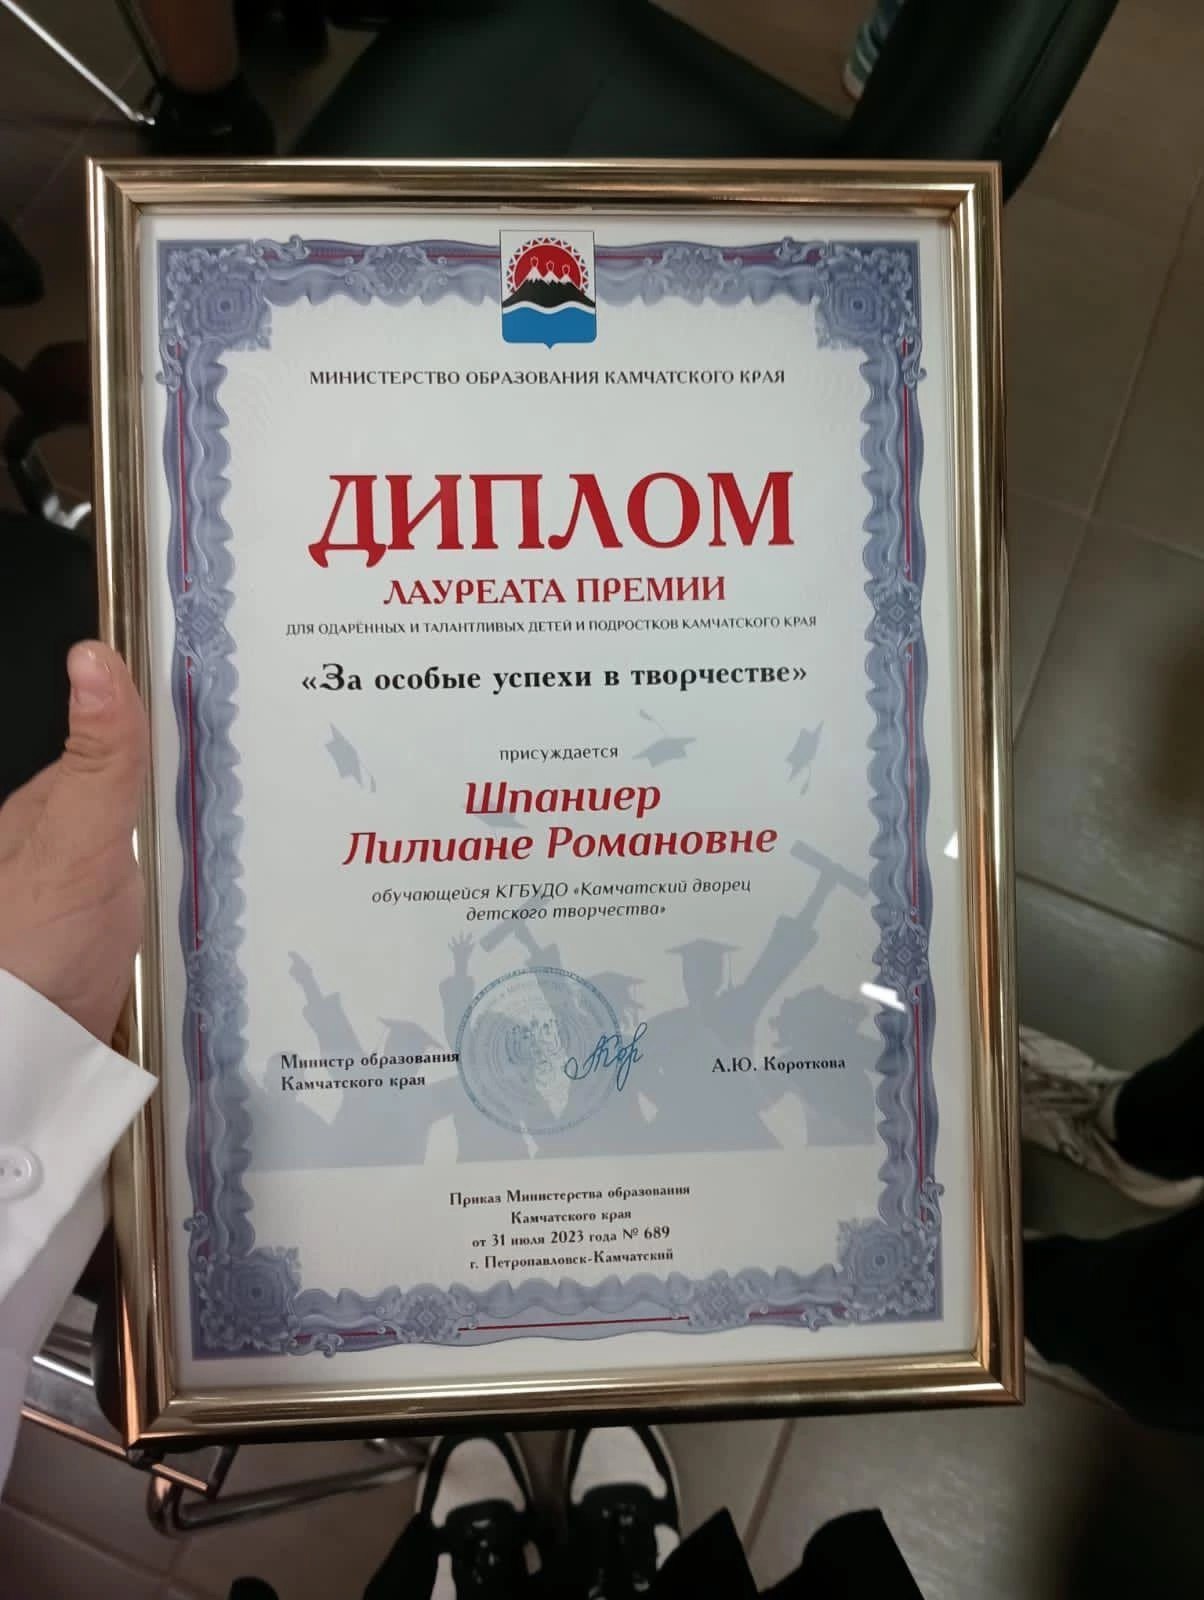 МИНИСТЕРСТВО ОБРАЗОВАНИЯ КАМЧАТСКОГО КРАЯ
ДИПЛОМ
ЛАУРЕАТА ПРЕМИИ
ДЛЯ ОДАРЁННЫХ И ТАЛАНТЛИВЫХ ДЕТЕЙ И ПОДРОСТКОВ КАМЧАТСКОГО КРАЯ
«За особые успехи в творчестве»
присуждается
Шпаниер
Лилиане Романовне
обучающейся КГБУДО «Камчатский дворец
детского творчества»
Министр образования
Камчатского края
А.Ю. Короткова
Приказ Министерства образования
Камчатского края
от 31 июля 2023 года № 689
г. Петропавловск-Камчатский